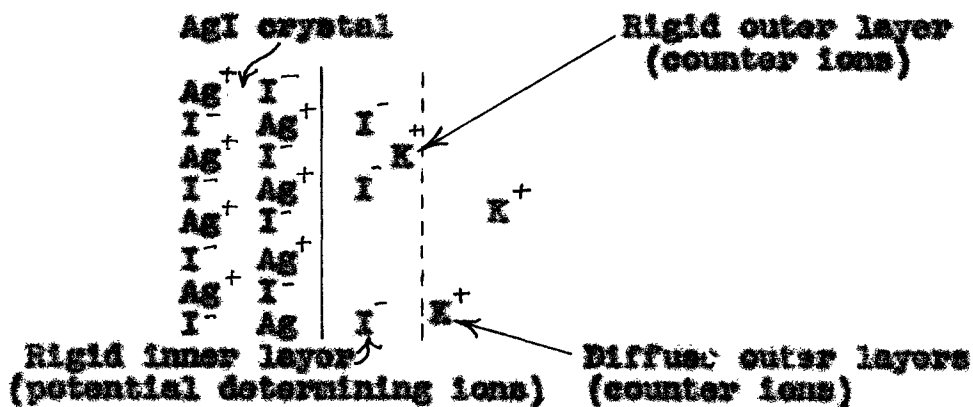 AgI crystal
Rigid outer layer
(counter ions)
Ag⁺ I⁻
I⁻ Ag⁺ I⁻
Ag⁺ I⁻ K⁺
I⁻ Ag⁺ I⁻
Ag⁺ I⁻ K⁺
I⁻ Ag⁺
Ag⁺ I⁻ K⁺
I⁻ Ag I⁻
Rigid inner layer
(potential determining ions)
Diffuse outer layers
(counter ions)